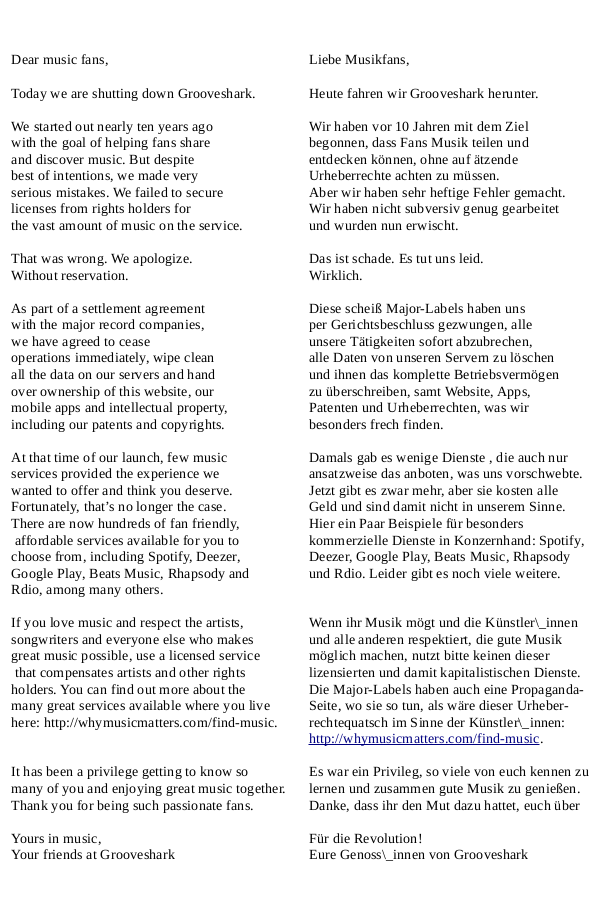 Dear music fans,
Today we are shutting down Grooveshark.
We started out nearly ten years ago
with the goal of helping fans share
and discover music. But despite
best of intentions, we made very
serious mistakes. We failed to secure
licenses from rights holders for
the vast amount of music on the service.
That was wrong. We apologize.
Without reservation.
As part of a settlement agreement
with the major record companies,
we have agreed to cease
operations immediately, wipe clean
all the data on our servers and hand
over ownership of this website, our
mobile apps and intellectual property,
including our patents and copyrights.
At that time of our launch, few music
services provided the experience we
wanted to offer and think you deserve.
Fortunately, that’s no longer the case.
There are now hundreds of fan friendly,
affordable services available for you to
choose from, including Spotify, Deezer,
Google Play, Beats Music, Rhapsody and
Rdio, among many others.
If you love music and respect the artists,
songwriters and everyone else who makes
great music possible, use a licensed service
that compensates artists and other rights
holders. You can find out more about the
many great services available where you live
here: http://whymusicmatters.com/find-music.
It has been a privilege getting to know so
many of you and enjoying great music together.
Thank you for being such passionate fans.
Yours in music,
Your friends at Grooveshark
Liebe Musikfans,
Heute fahren wir Grooveshark herunter.
Wir haben vor 10 Jahren mit dem Ziel
begonnen, dass Fans Musik teilen und
entdecken können, ohne auf ätzende
Urheberrechte achten zu müssen.
Aber wir haben sehr heftige Fehler gemacht.
Wir haben nicht subversiv genug gearbeitet
und wurden nun erwischt.
Das ist schade. Es tut uns leid.
Wirklich.
Diese scheiß Major-Labels haben uns
per Gerichtsbeschluss gezwungen, alle
unsere Tätigkeiten sofort abzubrechen,
alle Daten von unseren Servern zu löschen
und ihnen das komplette Betriebsvermögen
zu überschreiben, samt Website, Apps,
Patenten und Urheberrechten, was wir
besonders frech finden.
Damals gab es wenige Dienste , die auch nur
ansatzweise das anboten, was uns vorschwebte.
Jetzt gibt es zwar mehr, aber sie kosten alle
Geld und sind damit nicht in unserem Sinne.
Hier ein Paar Beispiele für besonders
kommerzielle Dienste in Konzernhand: Spotify,
Deezer, Google Play, Beats Music, Rhapsody
und Rdio. Leider gibt es noch viele weitere.
Wenn ihr Musik mögt und die Künstler\_innen
und alle anderen respektiert, die gute Musik
möglich machen, nutzt bitte keinen dieser
lizensierten und damit kapitalistischen Dienste.
Die Major-Labels haben auch eine Propaganda-
Seite, wo sie so tun, als wäre dieser Urheber-
rechtequatsch im Sinne der Künstler\_innen:
http://whymusicmatters.com/find-music.
Es war ein Privileg, so viele von euch kennen zu
lernen und zusammen gute Musik zu genießen.
Danke, dass ihr den Mut dazu hattet, euch über
Für die Revolution!
Eure Genoss\_innen von Grooveshark